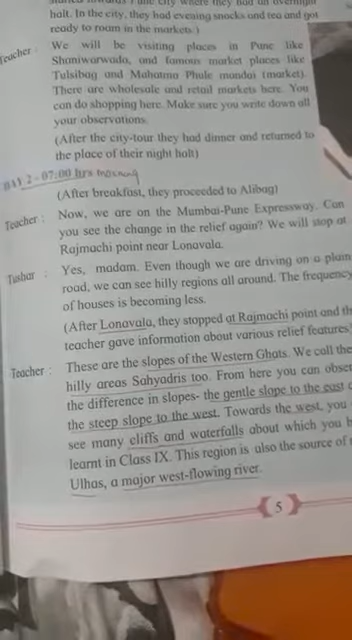 city where they had an overnight
halt. In the city, they had evening snacks and tea and got
ready to roam in the markets.)
Teacher : We will be visiting places in Pune like
Shaniwarwada, and famous market places like
Tulsibag and Mahatma Phule mandai (market).
There are wholesale and retail markets here. You
can do shopping here. Make sure you write down all
your observations.
(After the city-tour they had dinner and returned to
the place of their night halt)
DAY 2 - 07:00 hrs morning
(After breakfast, they proceeded to Alibag)
Teacher : Now, we are on the Mumbai-Pune Expressway. Can
you see the change in the relief again? We will stop at
Rajmachi point near Lonavala.
Tushar : Yes, madam. Even though we are driving on a plain
road, we can see hilly regions all around. The frequency
of houses is becoming less.
(After Lonavala, they stopped at Rajmachi point and th
teacher gave information about various relief features
Teacher : These are the slopes of the Western Ghats. We call the
hilly areas Sahyadris too. From here you can obser
the difference in slopes- the gentle slope to the east
the steep slope to the west. Towards the west, you
see many cliffs and waterfalls about which you h
learnt in Class IX. This region is also the source of
Ulhas, a major west-flowing river.
5